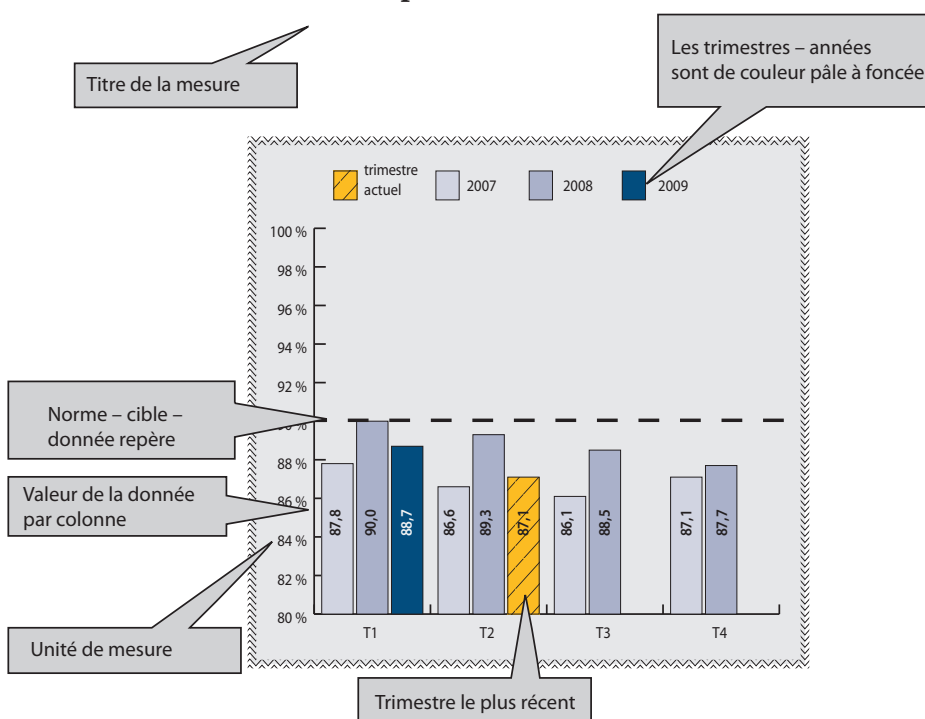 Titre de la mesure
Les trimestres – années
sont de couleur pâle à foncée
trimestre
actuel
2007
2008
2009
100 %
98 %
96 %
94 %
92 %
88 %
86 %
84 %
82 %
80 %
Norme – cible –
donnée repère
Valeur de la donnée
par colonne
Unité de mesure
87,8
90,0
88,7
86,6
89,3
87,1
86,1
88,5
87,1
87,7
T1
T2
T3
T4
Trimestre le plus récent